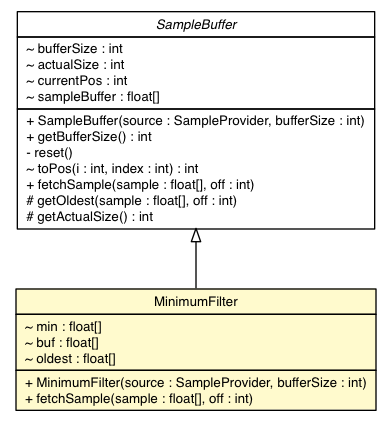 SampleBuffer
~ bufferSize : int
~ actualSize : int
~ currentPos : int
~ sampleBuffer : float[]
+ SampleBuffer(source : SampleProvider, bufferSize : int)
+ getBufferSize() : int
- reset()
~ toPos(i : int, index : int) : int
+ fetchSample(sample : float[], off : int)
# getOldest(sample : float[], off : int)
# getActualSize() : int
MinimumFilter
~ min : float[]
~ buf : float[]
~ oldest : float[]
+ MinimumFilter(source : SampleProvider, bufferSize : int)
+ fetchSample(sample : float[], off : int)